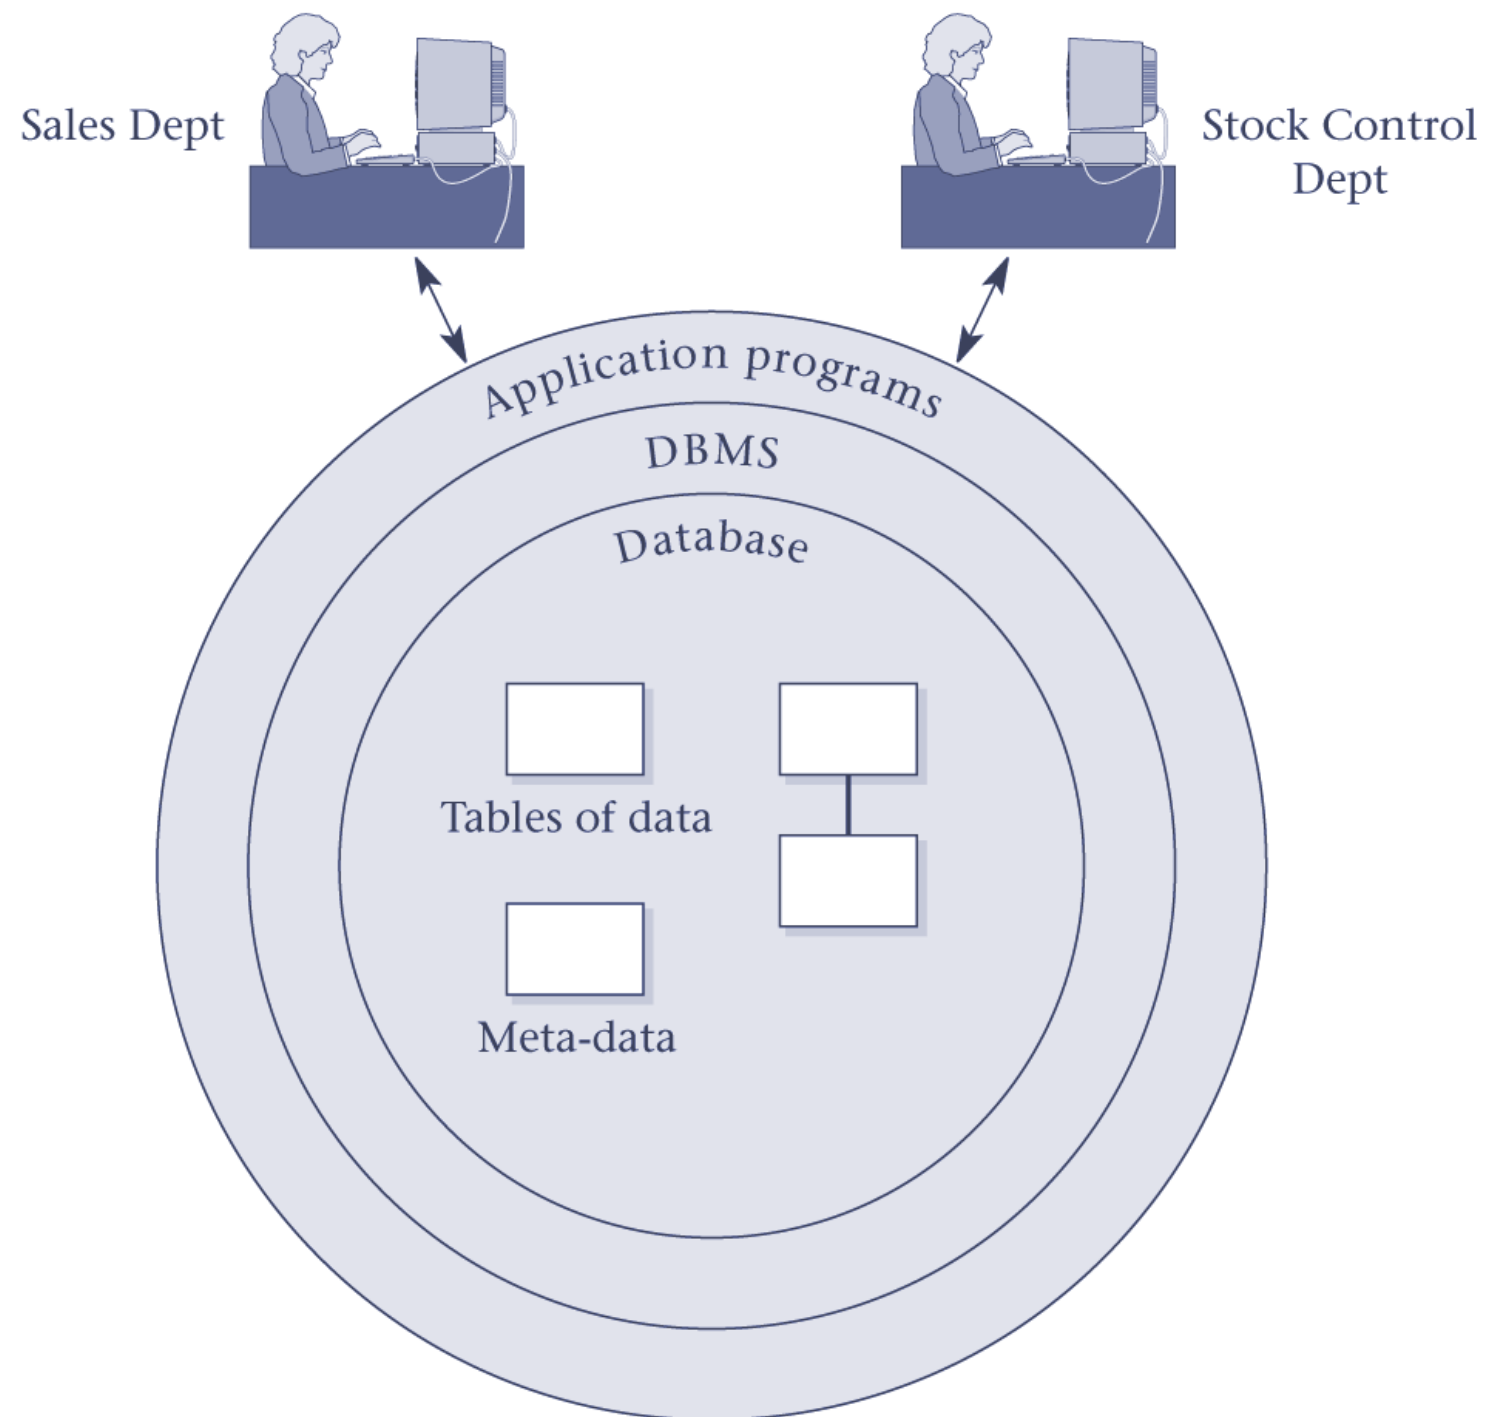 Sales Dept
Stock Control
Dept
Application programs
DBMS
Database
Tables of data
Meta-data